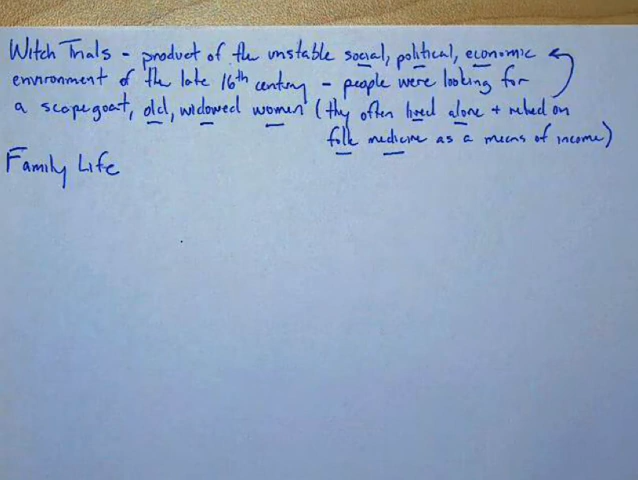 Witch Trials - product of the unstable social, political, economic
environment of the late 16th century - people were looking for
a scapegoat, old, widowed women (they often lived alone + relied on
folk medicine as a means of income)
Family Life